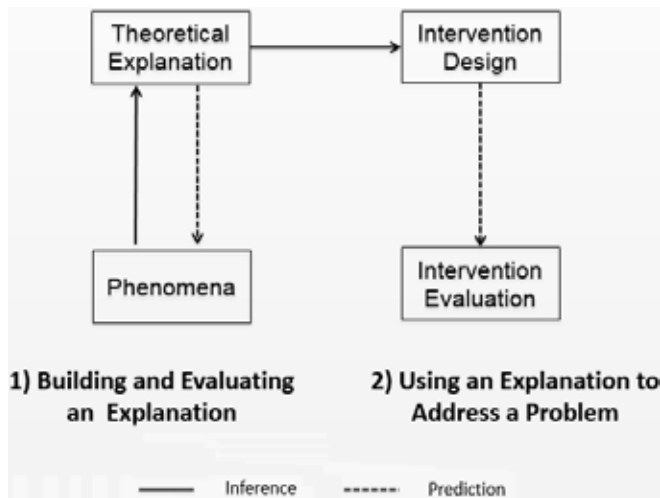 Theoretical
Explanation
Intervention
Design
Phenomena
Intervention
Evaluation
1) Building and Evaluating
an Explanation
2) Using an Explanation to
Address a Problem
Inference
Prediction